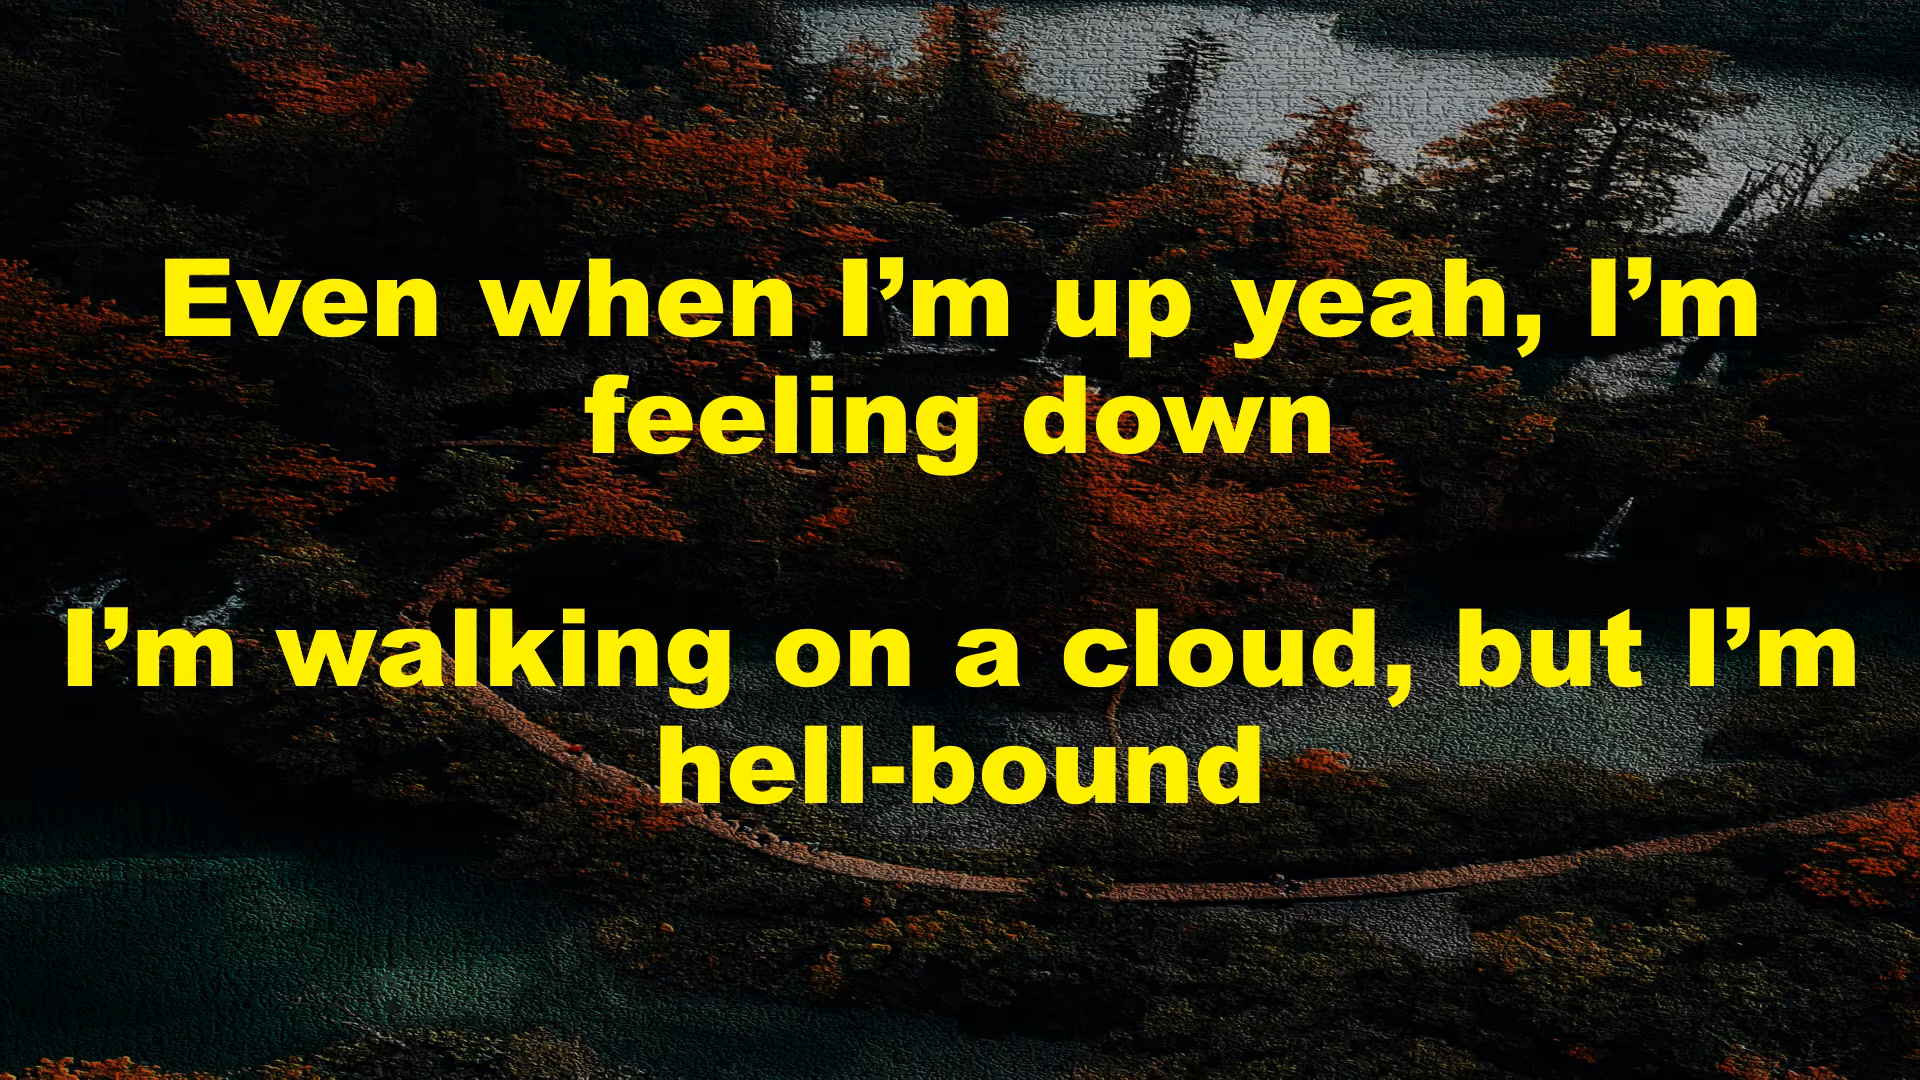 Even when I’m up yeah, I’m
feeling down
I’m walking on a cloud, but I’m
hell-bound